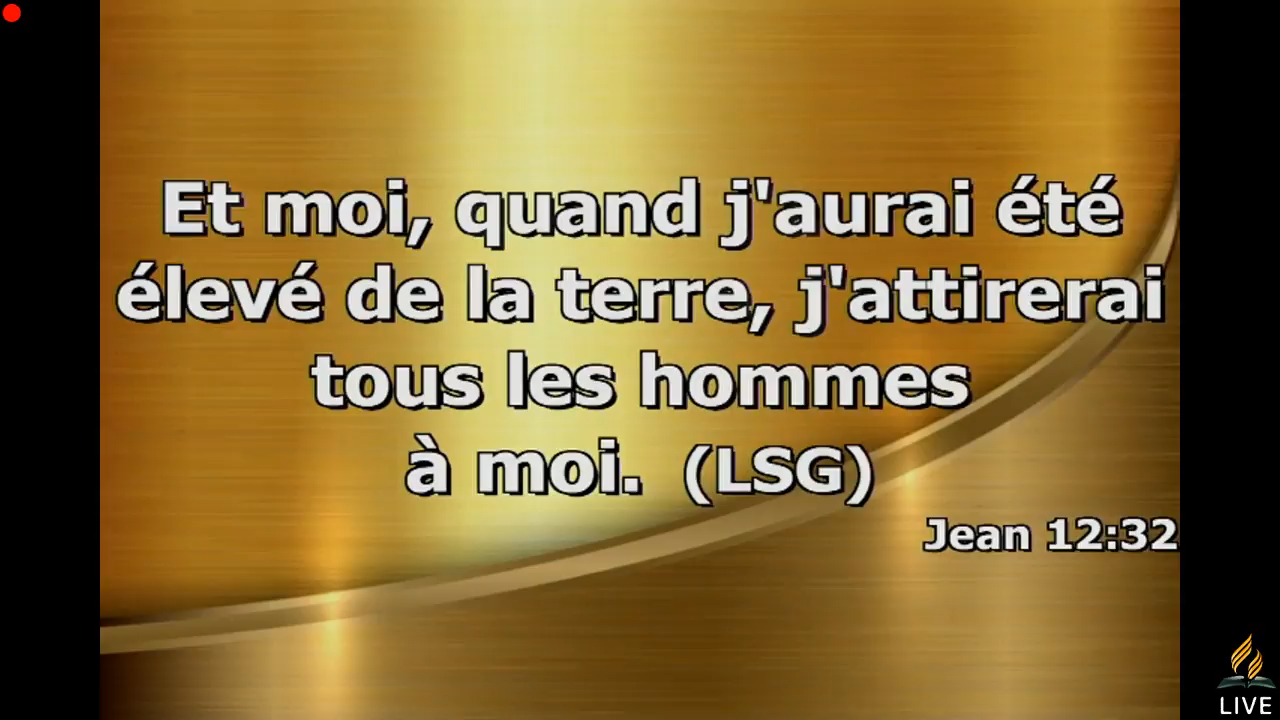 Et moi, quand j'aurai été
élevé de la terre, j'attirerai
tous les hommes
à moi.  (LSG)
Jean 12:32
LIVE